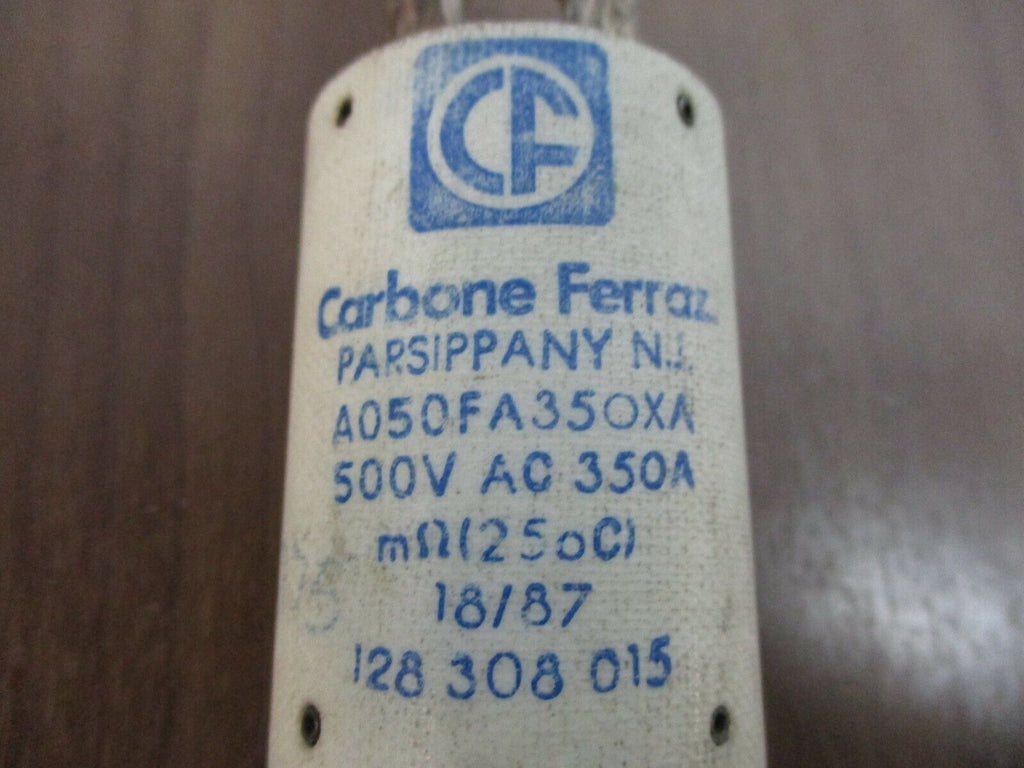 CF
Carbone Ferraz
PARSIPPANY N.J.
A050FA350XA
500V AC 350A
mΩ(25oC)
18/87
128 308 015